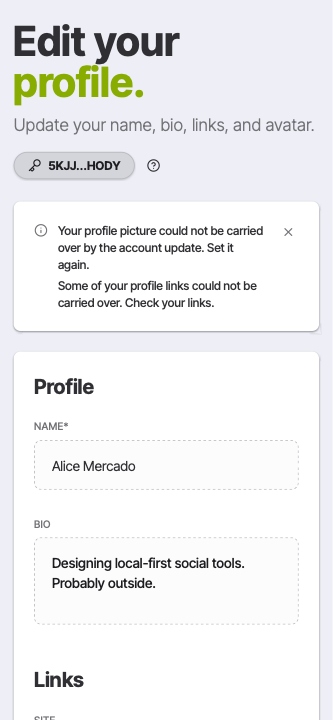 Edit your
profile.
Update your name, bio, links, and avatar.
5KJJ...HODY
Your profile picture could not be carried
over by the account update. Set it
again.
Some of your profile links could not be
carried over. Check your links.
Profile
NAME*
Alice Mercado
BIO
Designing local-first social tools.
Probably outside.
Links
SITE